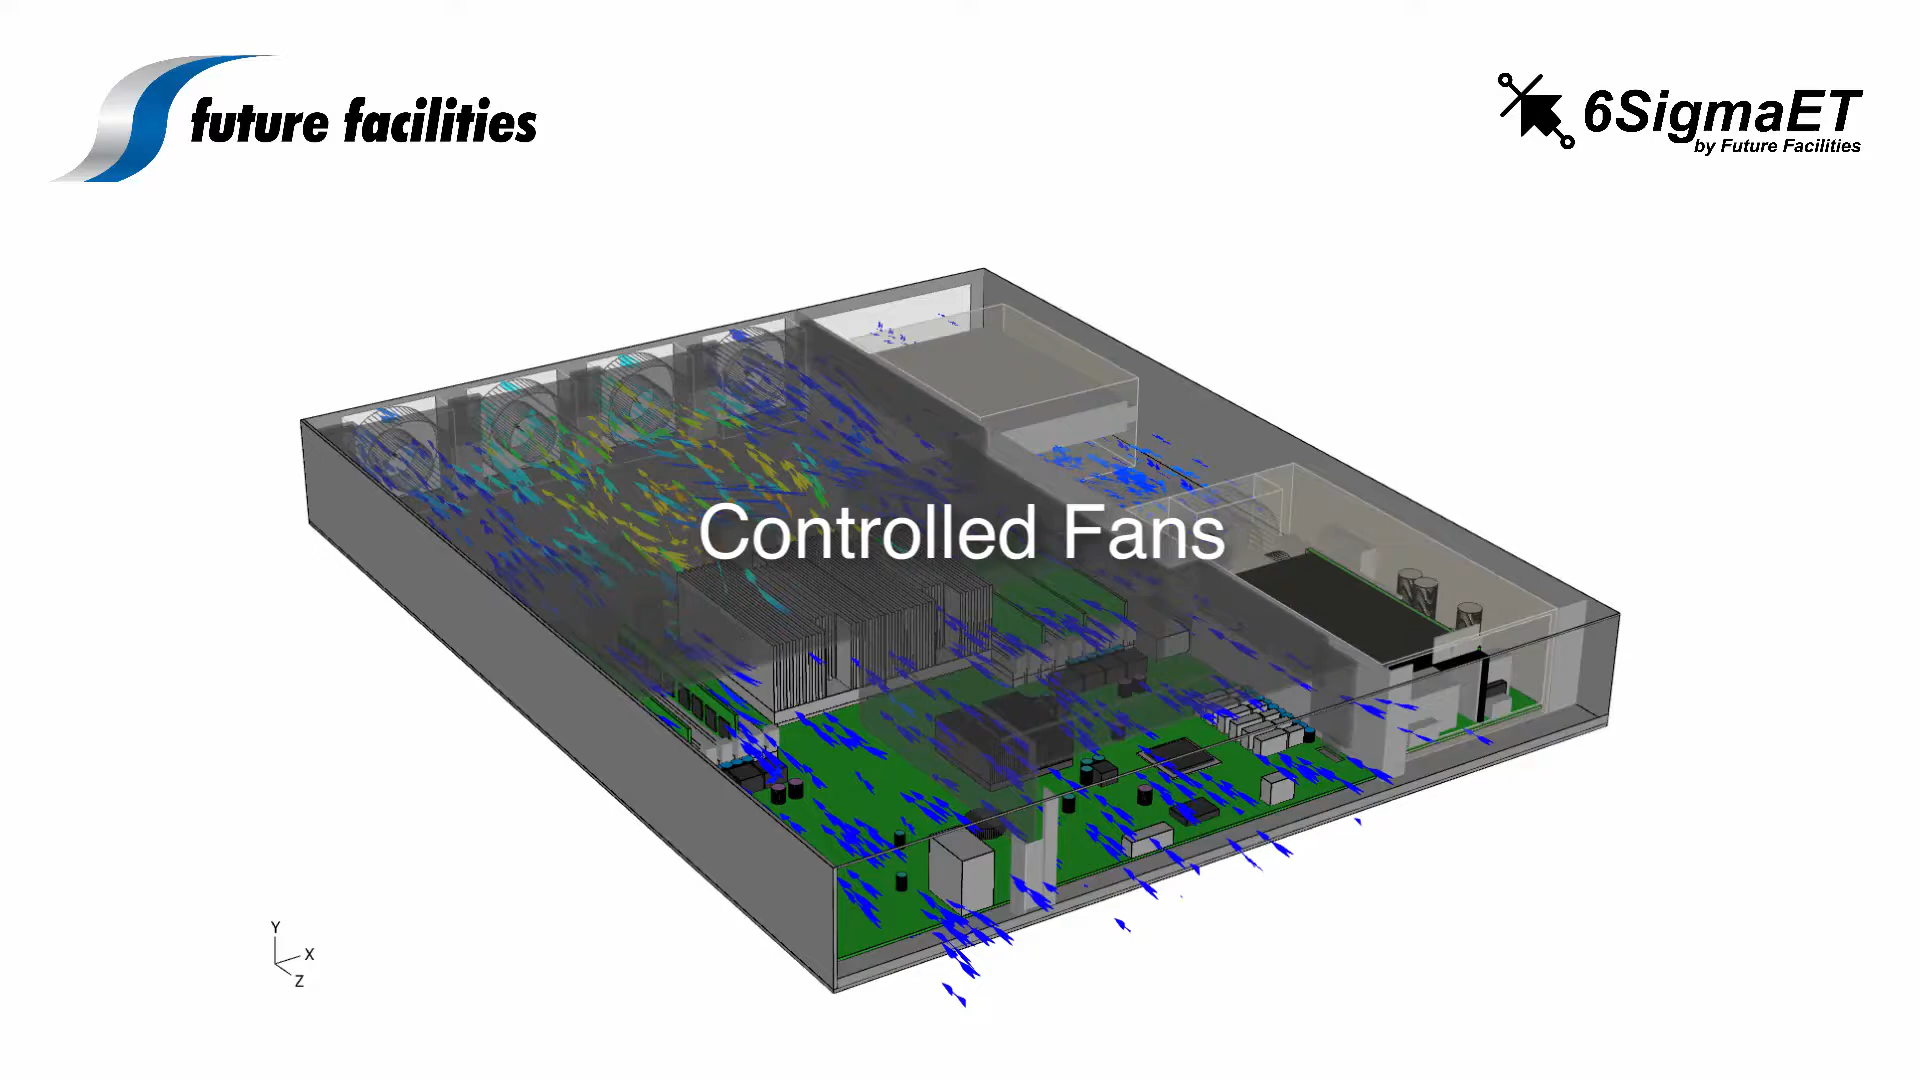 future facilities
6SigmaET
by Future Facilities
Controlled Fans
Y
X
Z